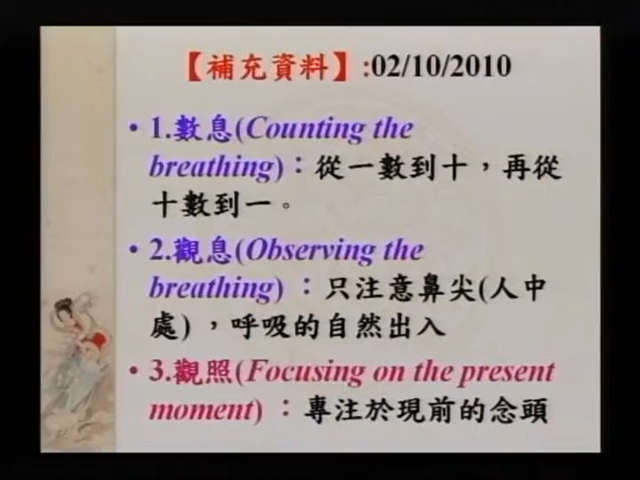 【補充資料】:02/10/2010
• 1.數息(Counting the
breathing)：從一數到十，再從
十數到一。
• 2.觀息(Observing the
breathing) ：只注意鼻尖(人中
處) ，呼吸的自然出入
• 3.觀照(Focusing on the present
moment) ：專注於現前的念頭